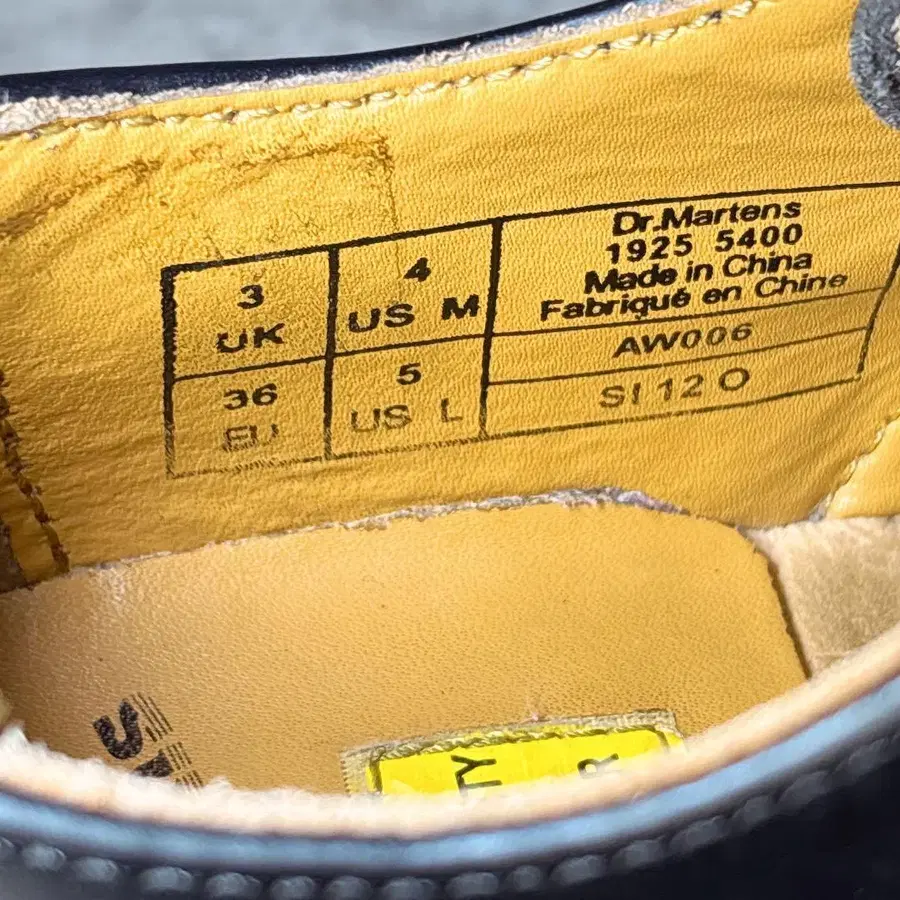 3
UK
4
US M
Dr.Martens
1925 5400
Made in China
Fabriqué en Chine
36
EU
5
US L
AW006
SI 12 O
TY
R